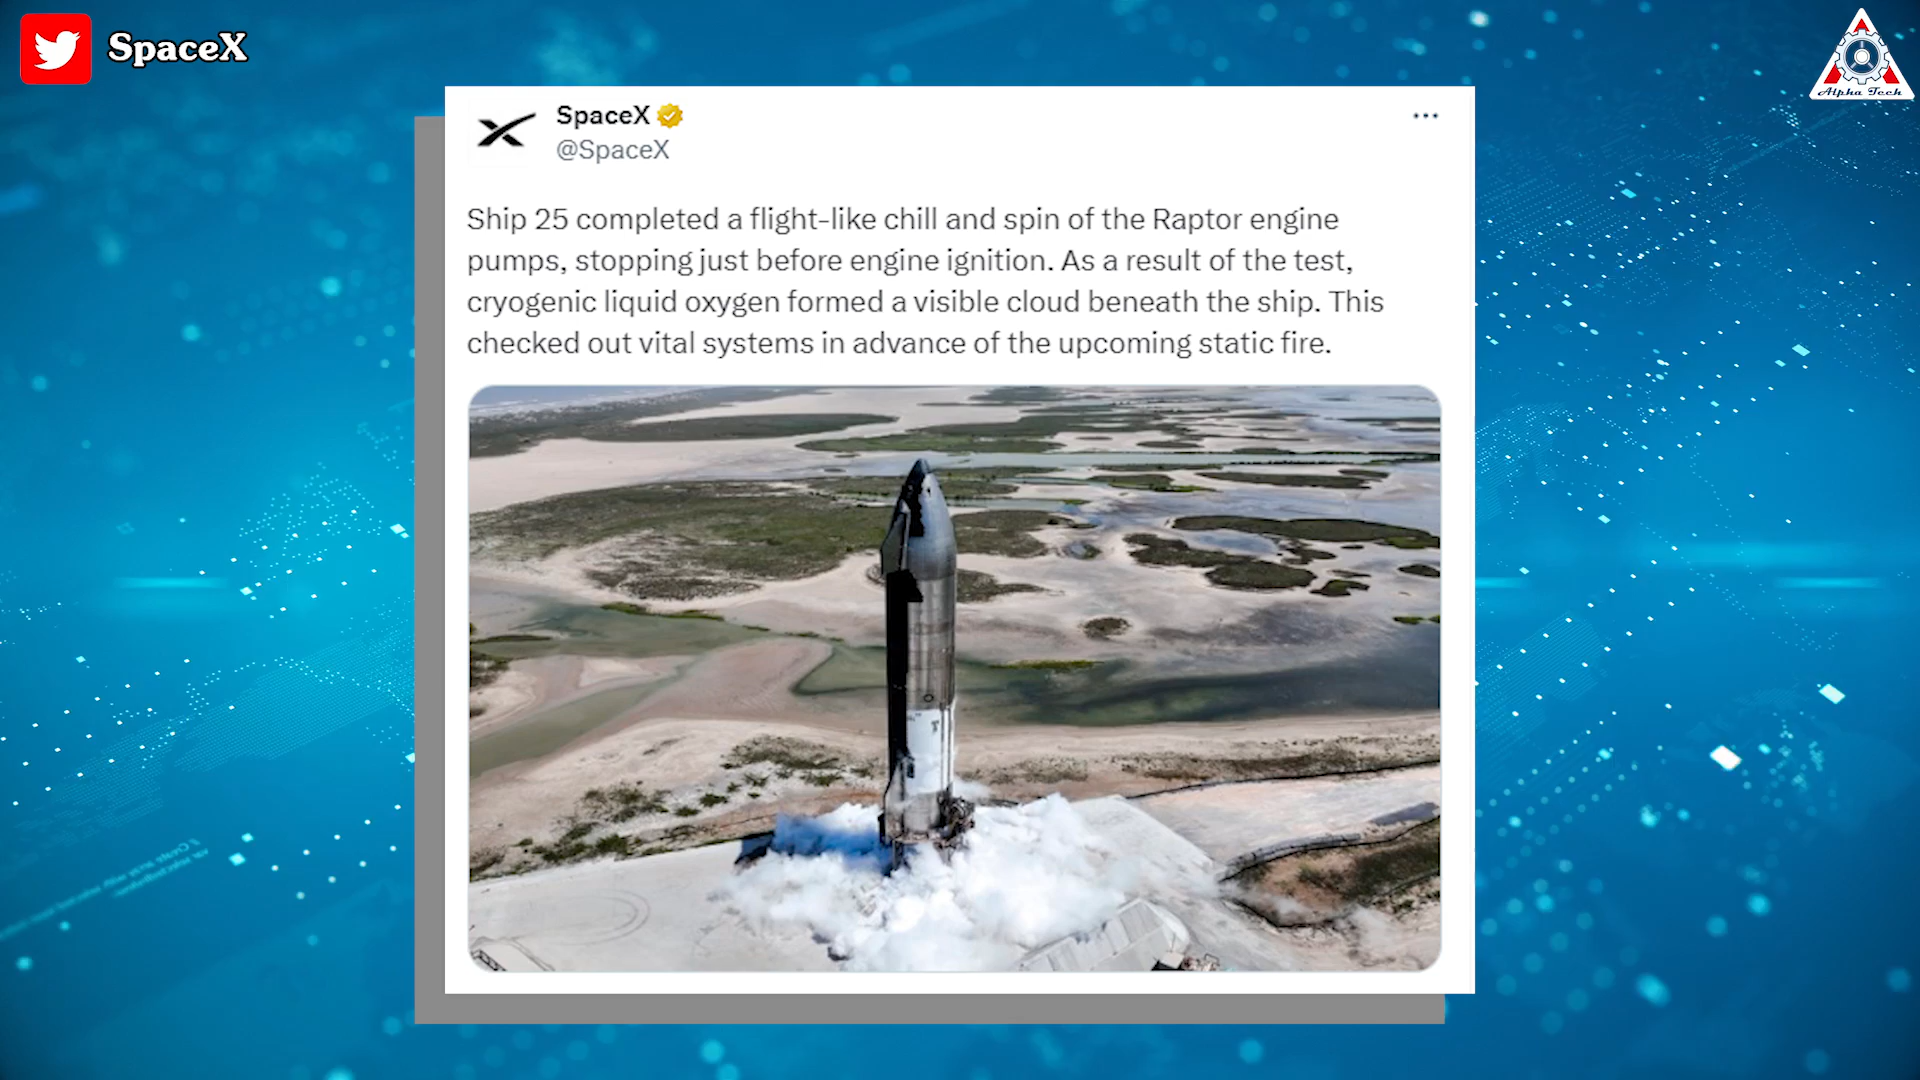 SpaceX
Alpha Tech
SpaceX
@SpaceX
Ship 25 completed a flight-like chill and spin of the Raptor engine
pumps, stopping just before engine ignition. As a result of the test,
cryogenic liquid oxygen formed a visible cloud beneath the ship. This
checked out vital systems in advance of the upcoming static fire.